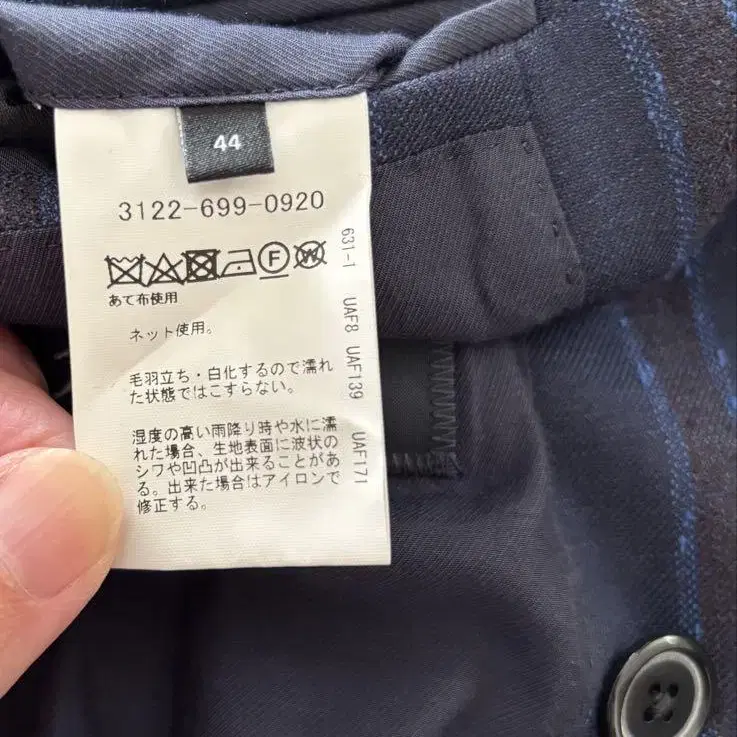 44
3122-699-0920
F
W
あて布使用
ネット使用。
毛羽立ち・白化するので濡れ
た状態ではこすらない。
湿度の高い雨降り時や水に濡
れた場合、生地表面に波状の
シワや凹凸が出来ることがあ
る。出来た場合はアイロンで
修正する。
631-1 UAF8 UAF139 UAF171